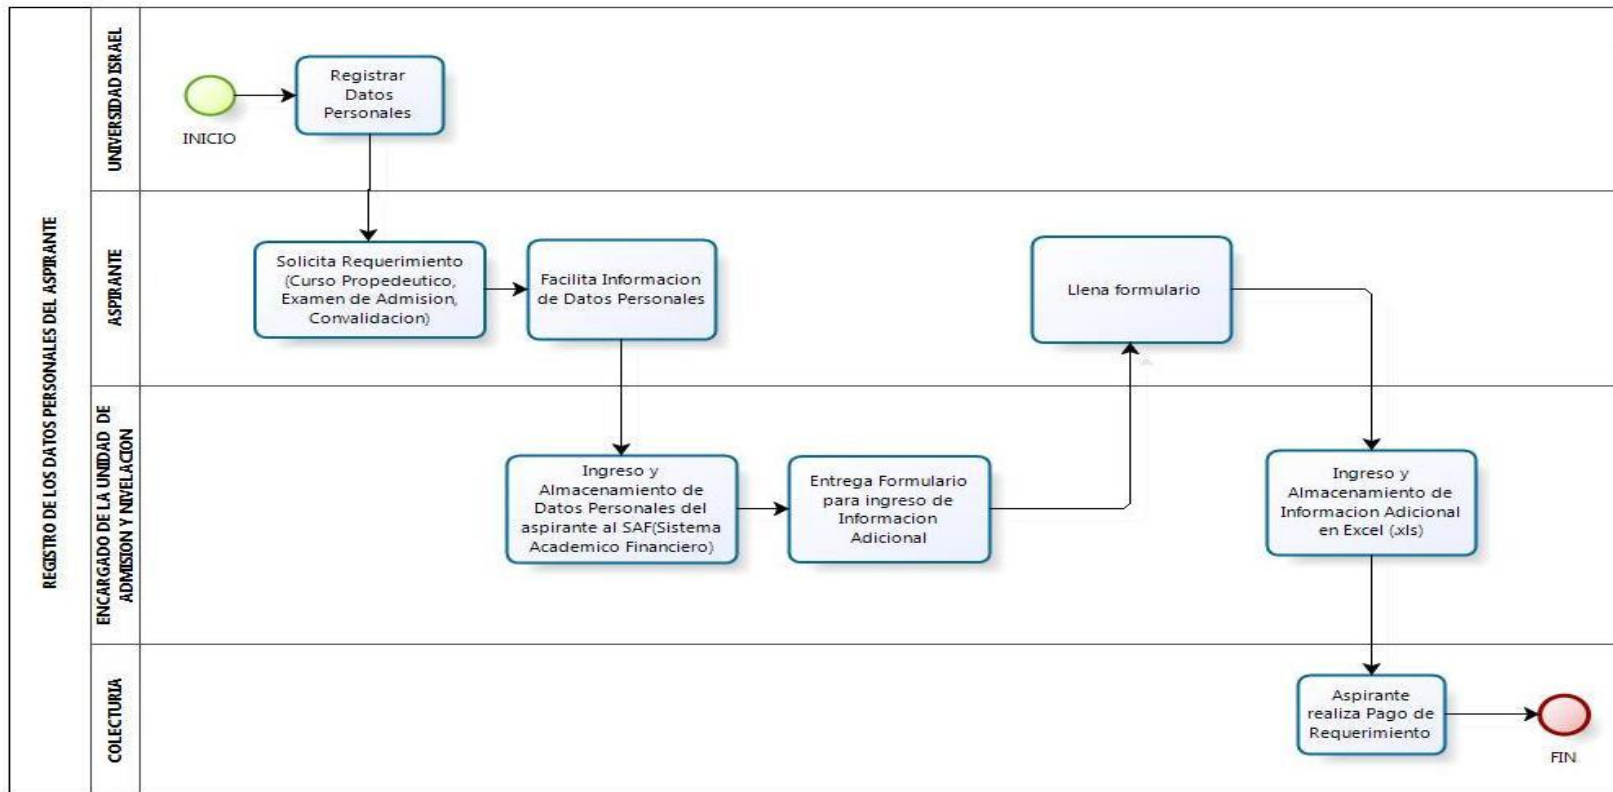 REGISTRO DE LOS DATOS PERSONALES DEL ASPIRANTE
UNIVERSIDAD ISRAEL
INICIO
Registrar
Datos
Personales
ASPIRANTE
Solicita Requerimiento
(Curso Propedeutico,
Examen de Admision,
Convalidacion)
Facilita Informacion
de Datos Personales
Llena formulario
ENCARGADO DE LA UNIDAD DE
ADMISION Y NIVELACION
Ingreso y
Almacenamiento de
Datos Personales del
aspirante al SAF(Sistema
Academico Financiero)
Entrega Formulario
para ingreso de
Informacion
Adicional
Ingreso y
Almacenamiento de
Informacion Adicional
en Excel (.xls)
COLECTURIA
Aspirante
realiza Pago de
Requerimiento
FIN